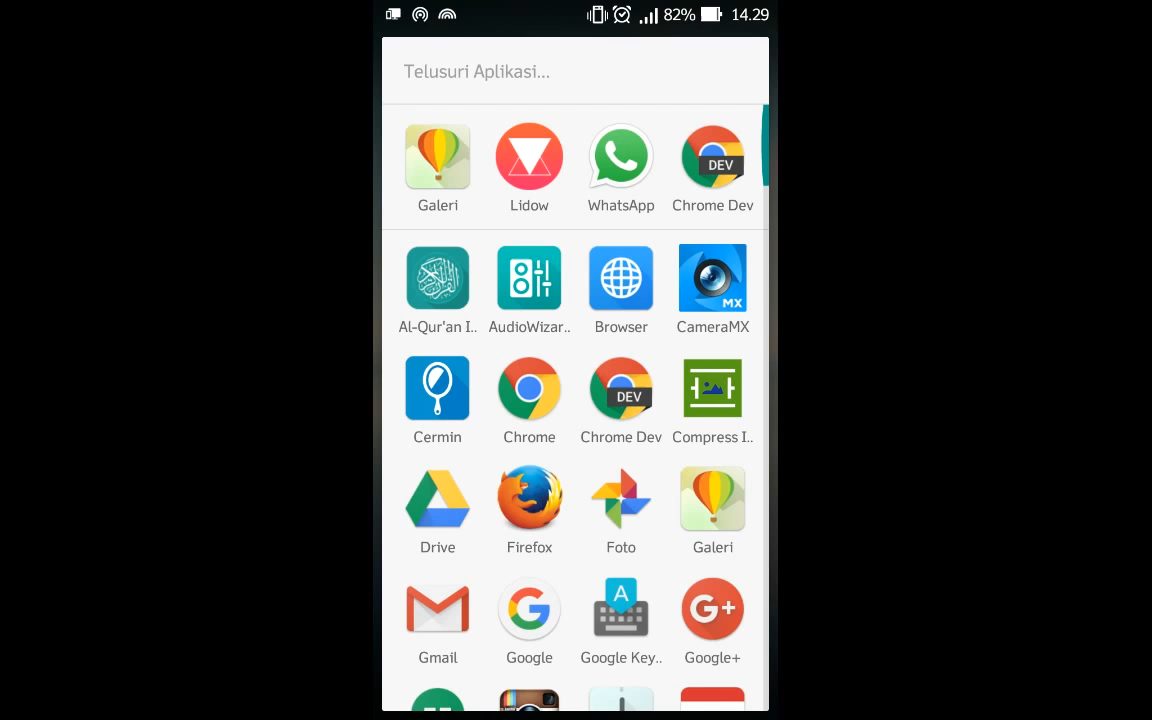 82% 14.29
Telusuri Aplikasi...
DEV
Galeri Lidow WhatsApp Chrome Dev
MX
Al-Qur'an I.. AudioWizar.. Browser CameraMX
DEV
Cermin Chrome Chrome Dev Compress I..
Drive Firefox Foto Galeri
A G+
Gmail Google Google Key.. Google+